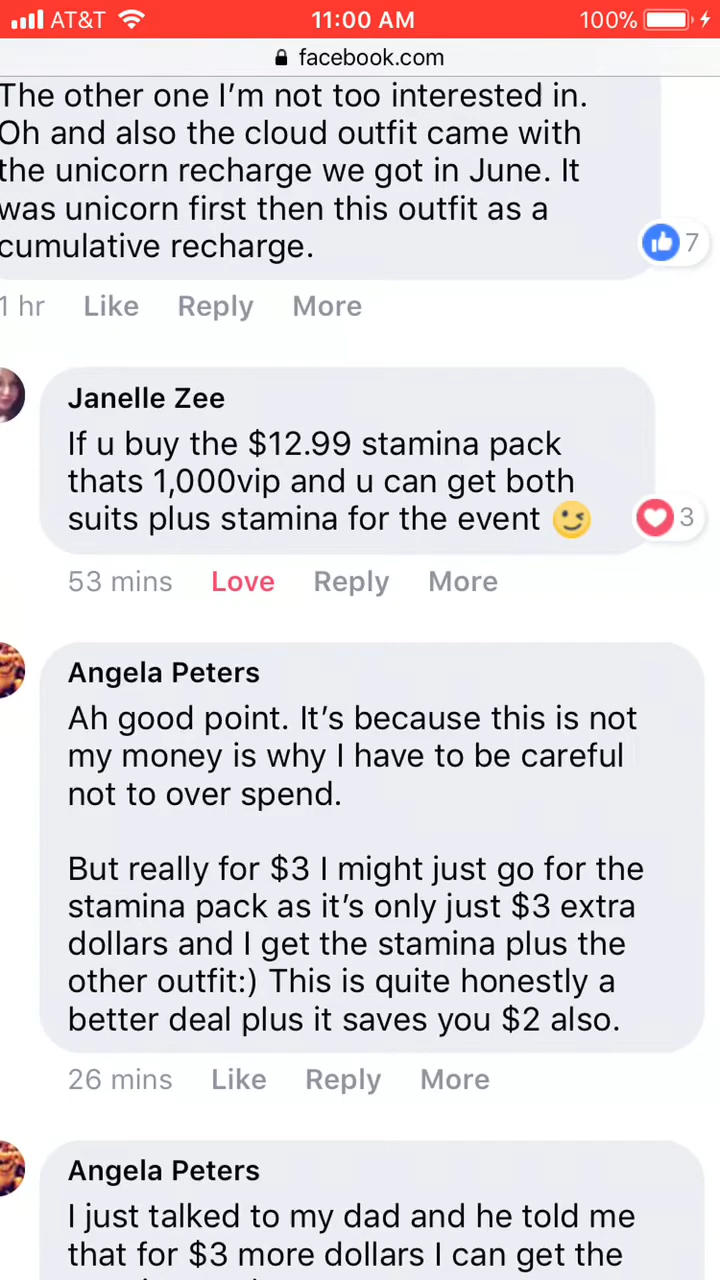 AT&T 11:00 AM 100%
facebook.com
The other one I'm not too interested in.
Oh and also the cloud outfit came with
the unicorn recharge we got in June. It
was unicorn first then this outfit as a
cumulative recharge.
7
1 hr Like Reply More
Janelle Zee
If u buy the $12.99 stamina pack
thats 1,000vip and u can get both
suits plus stamina for the event
3
53 mins Love Reply More
Angela Peters
Ah good point. It's because this is not
my money is why I have to be careful
not to over spend.
But really for $3 I might just go for the
stamina pack as it's only just $3 extra
dollars and I get the stamina plus the
other outfit:) This is quite honestly a
better deal plus it saves you $2 also.
26 mins Like Reply More
Angela Peters
I just talked to my dad and he told me
that for $3 more dollars I can get the